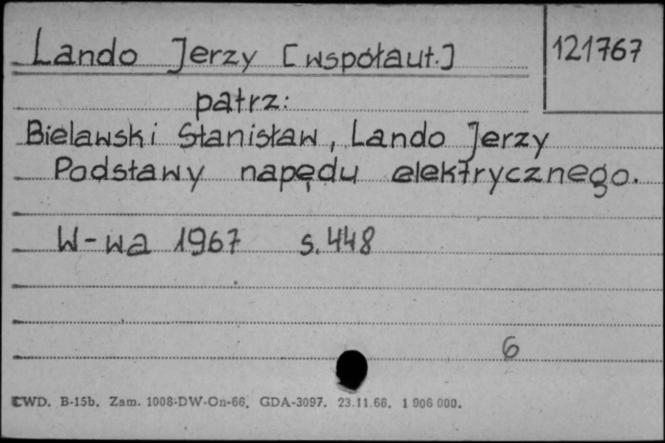 Lando Jerzy [współaut.] 121767
patrz:
Bielawski Stanisław, Lando Jerzy
Podstawy napędu elektrycznego.
W-wa 1967 s. 448
6
CWD. B-15b. Zam. 1008-DW-On-66. GDA-3097. 23.11.66. 1 906 000.